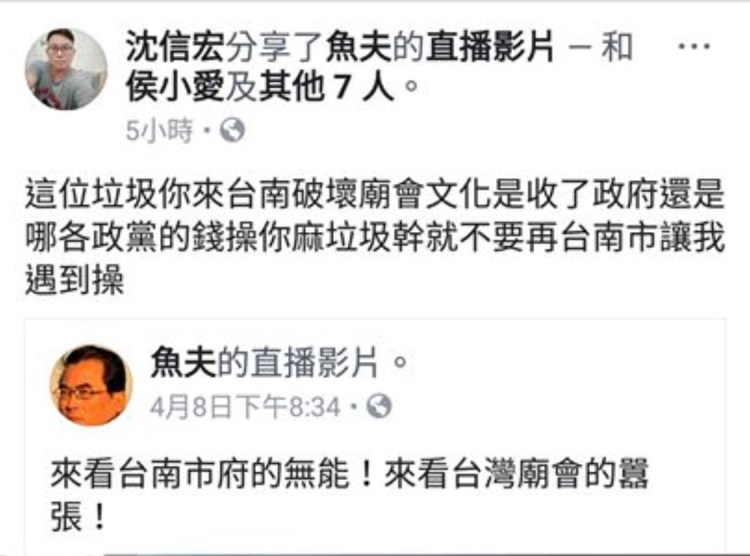 沈信宏分享了魚夫的直播影片 — 和
侯小愛及其他 7 人。
5小時 ·
這位垃圾你來台南破壞廟會文化是收了政府還是
哪各政黨的錢操你麻垃圾幹就不要再台南市讓我
遇到操
魚夫的直播影片。
4月8日下午8:34 ·
來看台南市府的無能！來看台灣廟會的囂
張！